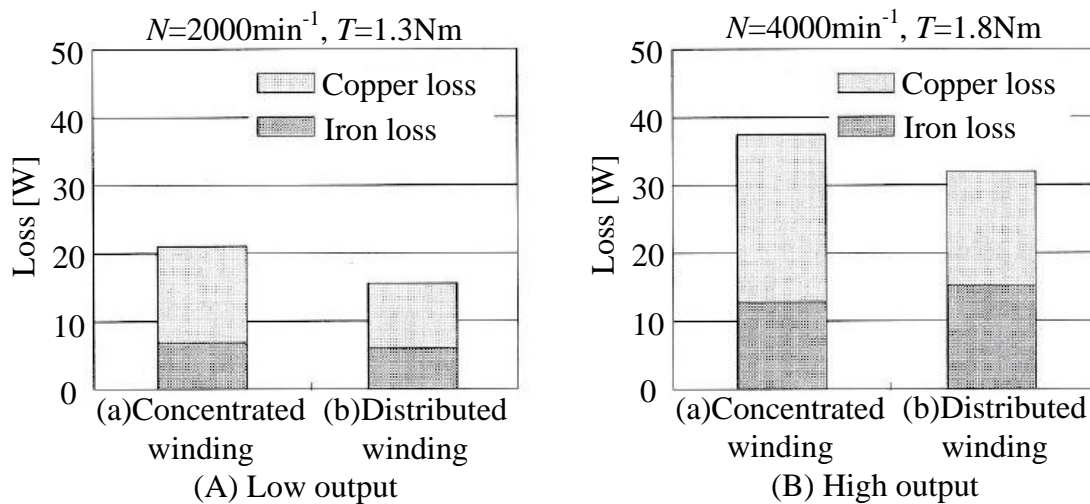 N=2000min⁻¹, T=1.3Nm
50
40
30
20
10
0
Loss [W]
Copper loss
Iron loss
(a)Concentrated winding
(b)Distributed winding
(A) Low output
N=4000min⁻¹, T=1.8Nm
50
40
30
20
10
0
Loss [W]
Copper loss
Iron loss
(a)Concentrated winding
(b)Distributed winding
(B) High output